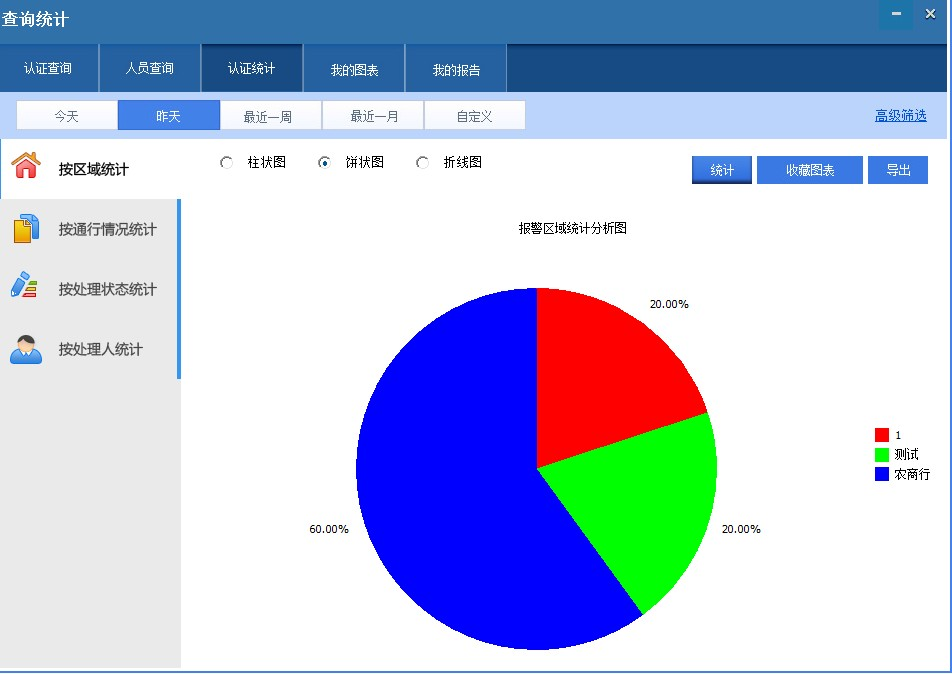 查询统计
认证查询 人员查询 认证统计 我的图表 我的报告
今天 昨天 最近一周 最近一月 自定义 高级筛选
按区域统计 柱状图 饼状图 折线图 统计 收藏图表 导出
按通行情况统计
按处理状态统计
按处理人统计
报警区域统计分析图
20.00%
20.00%
60.00%
1
测试
农商行